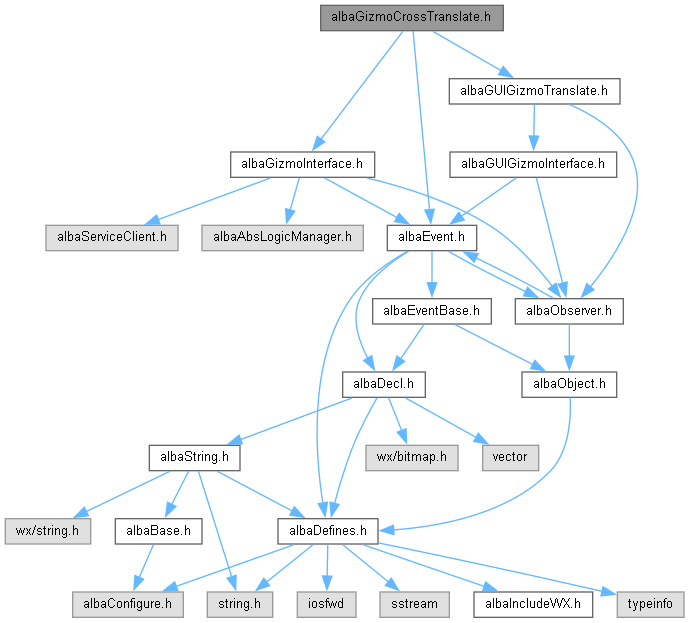 albaGizmoCrossTranslate.h
albaGUIGizmoTranslate.h
albaGizmoInterface.h
albaGUIGizmoInterface.h
albaServiceClient.h
albaAbsLogicManager.h
albaEvent.h
albaEventBase.h
albaObserver.h
albaDecl.h
albaObject.h
albaString.h
wx/bitmap.h
vector
wx/string.h
albaBase.h
albaDefines.h
albaConfigure.h
string.h
iosfwd
sstream
albaIncludeWX.h
typeinfo